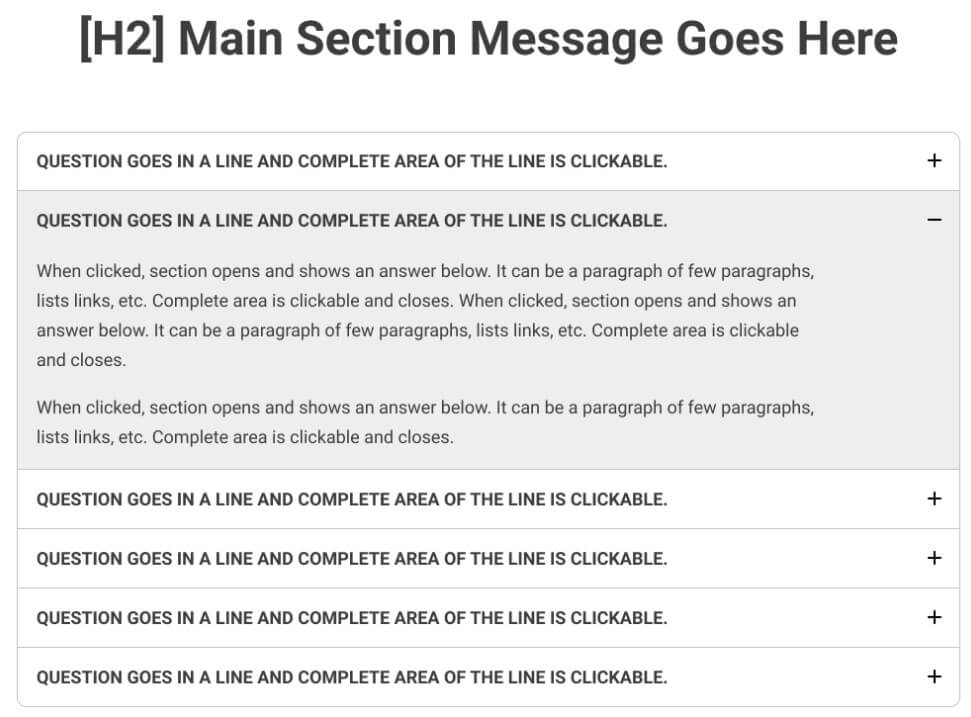 [H2] Main Section Message Goes Here
QUESTION GOES IN A LINE AND COMPLETE AREA OF THE LINE IS CLICKABLE. +
QUESTION GOES IN A LINE AND COMPLETE AREA OF THE LINE IS CLICKABLE. −
When clicked, section opens and shows an answer below. It can be a paragraph of few paragraphs,
lists links, etc. Complete area is clickable and closes. When clicked, section opens and shows an
answer below. It can be a paragraph of few paragraphs, lists links, etc. Complete area is clickable
and closes.
When clicked, section opens and shows an answer below. It can be a paragraph of few paragraphs,
lists links, etc. Complete area is clickable and closes.
QUESTION GOES IN A LINE AND COMPLETE AREA OF THE LINE IS CLICKABLE. +
QUESTION GOES IN A LINE AND COMPLETE AREA OF THE LINE IS CLICKABLE. +
QUESTION GOES IN A LINE AND COMPLETE AREA OF THE LINE IS CLICKABLE. +
QUESTION GOES IN A LINE AND COMPLETE AREA OF THE LINE IS CLICKABLE. +